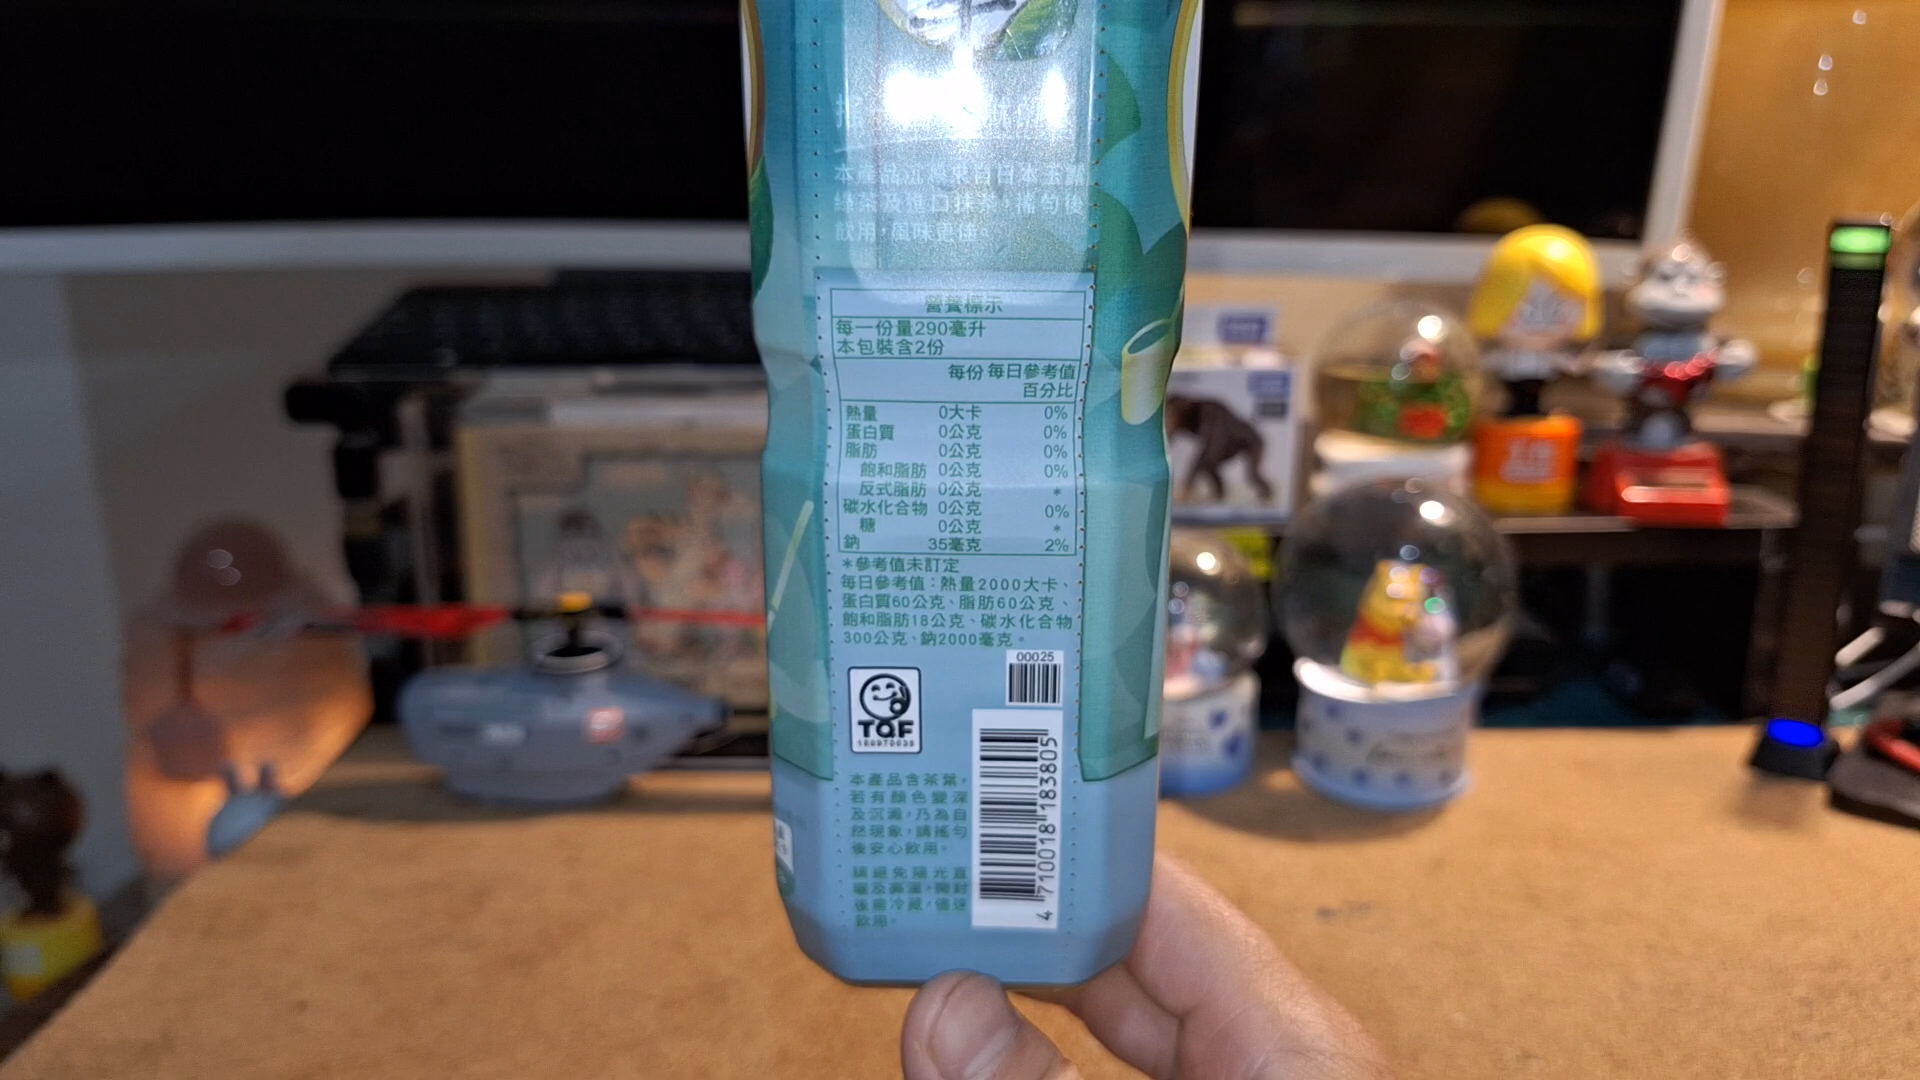 本產品沉澱來自日本玉露
綠茶及進口抹茶，搖勻後
飲用，風味更佳。
營養標示
每一份量290毫升
本包裝含2份
每份 每日參考值
百分比
熱量 0大卡 0%
蛋白質 0公克 0%
脂肪 0公克 0%
飽和脂肪 0公克 0%
反式脂肪 0公克 *
碳水化合物 0公克 0%
糖 0公克 *
鈉 35毫克 2%
*參考值未訂定
每日參考值：熱量2000大卡、
蛋白質60公克、脂肪60公克、
飽和脂肪18公克、碳水化合物
300公克、鈉2000毫克。
00025
TQF
4 710018 183805
本產品含茶葉，
若有顏色變深
及沉澱，乃為自
然現象，請搖勻
後安心飲用。
請避免陽光直
曬及高溫，開封
後需冷藏，儘速
飲用。